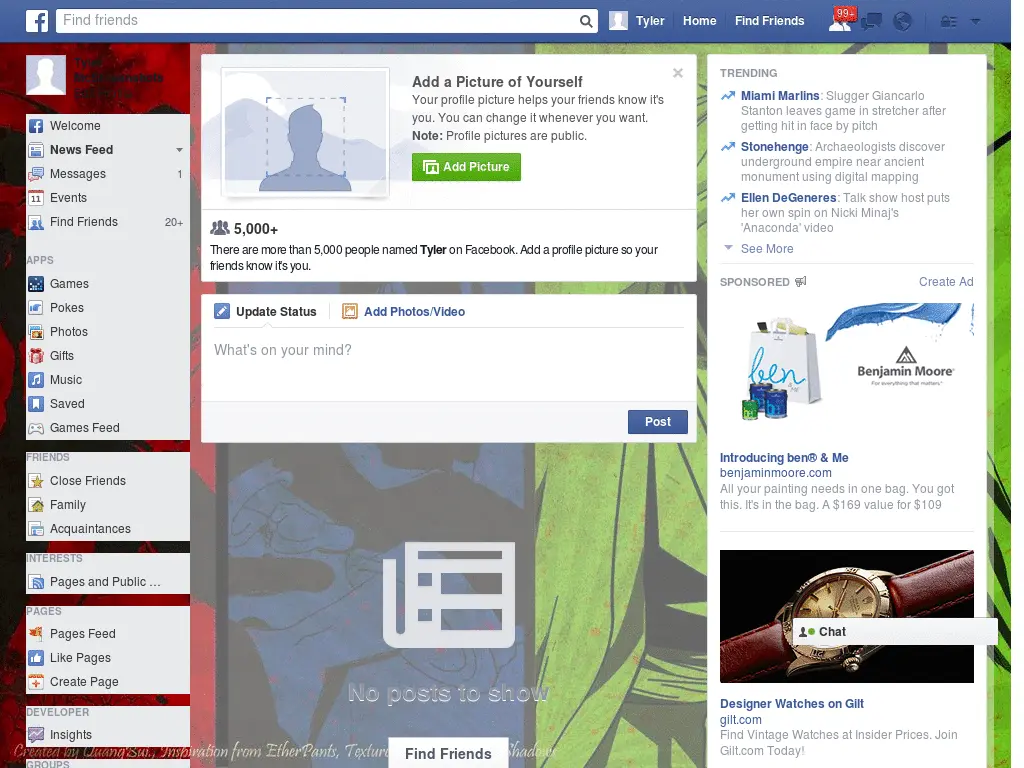 Find friends
Tyler
Home
Find Friends
99+
Tyler
Welcome
News Feed
Messages 1
Events
Find Friends 20+
APPS
Games
Pokes
Photos
Gifts
Music
Saved
Games Feed
FRIENDS
Close Friends
Family
Acquaintances
INTERESTS
Pages and Public ...
PAGES
Pages Feed
Like Pages
Create Page
DEVELOPER
Insights
GROUPS
Add a Picture of Yourself
Your profile picture helps your friends know it's
you. You can change it whenever you want.
Note: Profile pictures are public.
Add Picture
5,000+
There are more than 5,000 people named Tyler on Facebook. Add a profile picture so your
friends know it's you.
Update Status
Add Photos/Video
What's on your mind?
Post
No posts to show
Find Friends
Created by QuangBui., Inspiration from EtherPants, Texture
Shadow
TRENDING
Miami Marlins: Slugger Giancarlo
Stanton leaves game in stretcher after
getting hit in face by pitch
Stonehenge: Archaeologists discover
underground empire near ancient
monument using digital mapping
Ellen DeGeneres: Talk show host puts
her own spin on Nicki Minaj's
'Anaconda' video
See More
SPONSORED
Create Ad
ben
Benjamin Moore
For everything that matters.
Introducing ben® & Me
benjaminmoore.com
All your painting needs in one bag. You got
this. It's in the bag. A $169 value for $109
Chat
Designer Watches on Gilt
gilt.com
Find Vintage Watches at Insider Prices. Join
Gilt.com Today!